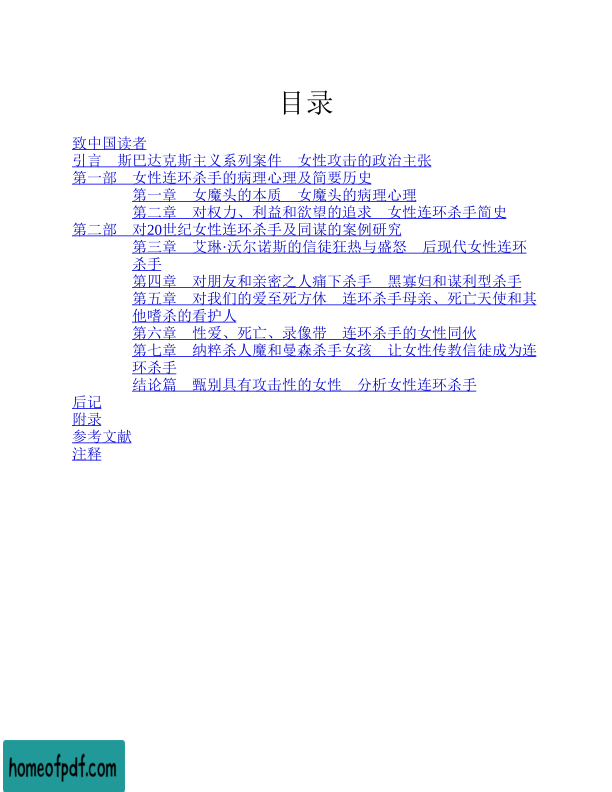 目录
致中国读者
引言　斯巴达克斯主义系列案件　女性攻击的政治主张
第一部　女性连环杀手的病理心理及简要历史
第一章　女魔头的本质　女魔头的病理心理
第二章　对权力、利益和欲望的追求　女性连环杀手简史
第二部　对20世纪女性连环杀手及同谋的案例研究
第三章　艾琳·沃尔诺斯的信徒狂热与盛怒　后现代女性连环
杀手
第四章　对朋友和亲密之人痛下杀手　黑寡妇和谋利型杀手
第五章　对我们的爱至死方休　连环杀手母亲、死亡天使和其
他嗜杀的看护人
第六章　性爱、死亡、录像带　连环杀手的女性同伙
第七章　纳粹杀人魔和曼森杀手女孩　让女性传教信徒成为连
环杀手
结论篇　甄别具有攻击性的女性　分析女性连环杀手
后记
附录
参考文献
注释
homeofpdf.com